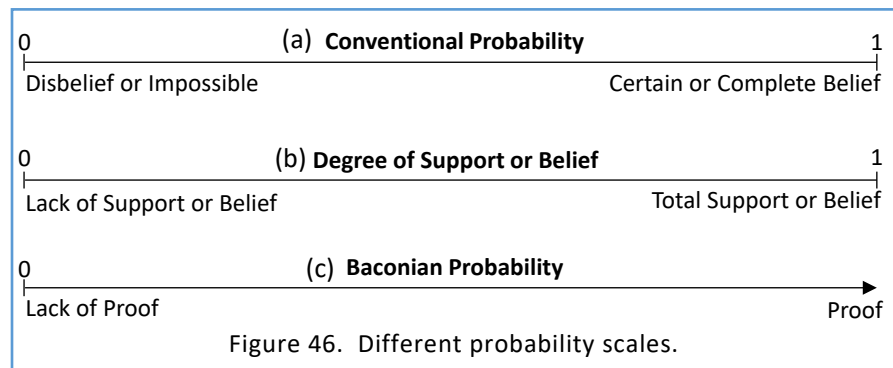 0 (a) Conventional Probability 1
Disbelief or Impossible Certain or Complete Belief
0 (b) Degree of Support or Belief 1
Lack of Support or Belief Total Support or Belief
0 (c) Baconian Probability
Lack of Proof Proof
Figure 46. Different probability scales.